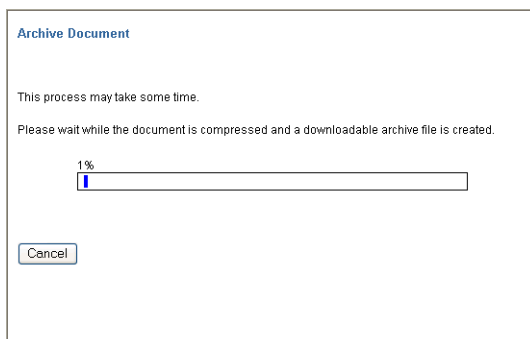 Archive Document
This process may take some time.
Please wait while the document is compressed and a downloadable archive file is created.
1%
Cancel